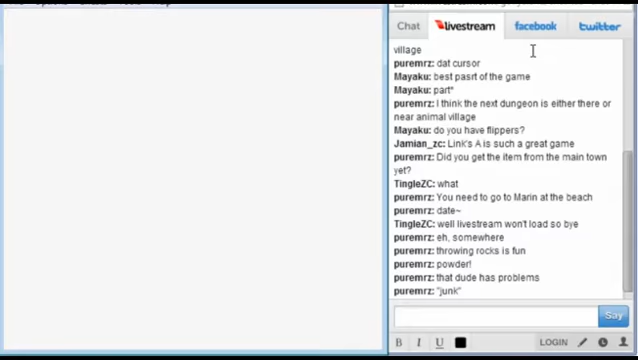 Chat livestream facebook twitter
village
puremrz: dat cursor
Mayaku: best pasrt of the game
Mayaku: part*
puremrz: I think the next dungeon is either there or
near animal village
Mayaku: do you have flippers?
Jamian_zc: Link's A is such a great game
puremrz: Did you get the item from the main town
yet?
TingleZC: what
puremrz: You need to go to Marin at the beach
puremrz: date~
TingleZC: well livestream won't load so bye
puremrz: eh, somewhere
puremrz: throwing rocks is fun
puremrz: powder!
puremrz: that dude has problems
puremrz: "junk"
Say
B I U LOGIN